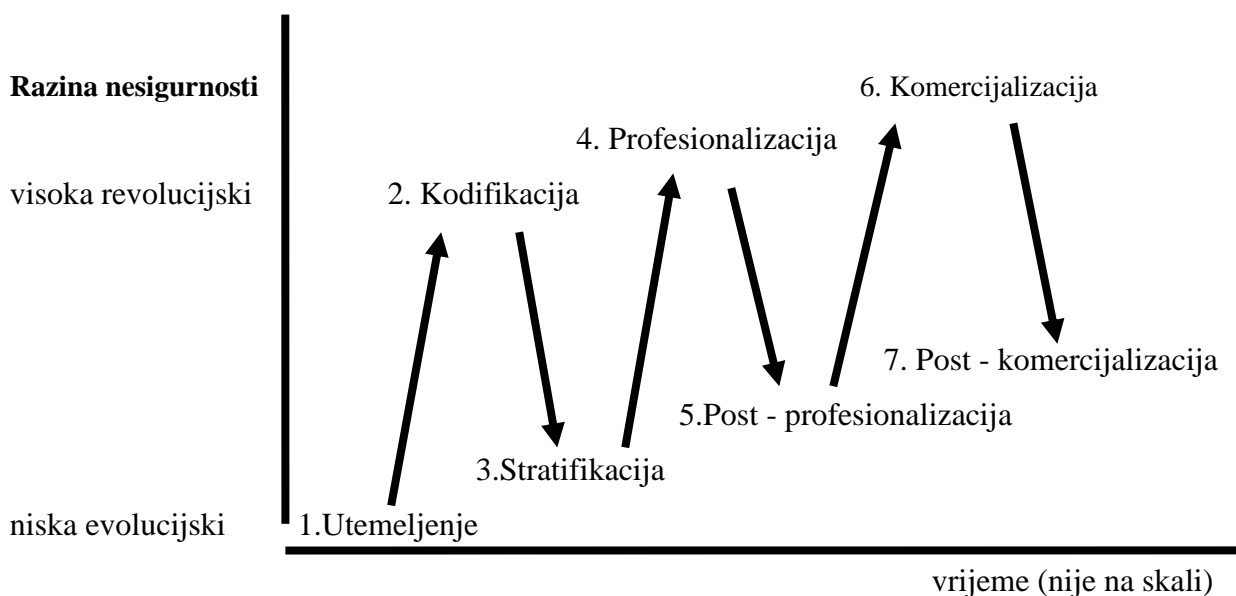 Razina nesigurnosti
6. Komercijalizacija
4. Profesionalizacija
visoka revolucijski
2. Kodifikacija
7. Post - komercijalizacija
5.Post - profesionalizacija
3.Stratifikacija
niska evolucijski
1.Utemeljenje
vrijeme (nije na skali)